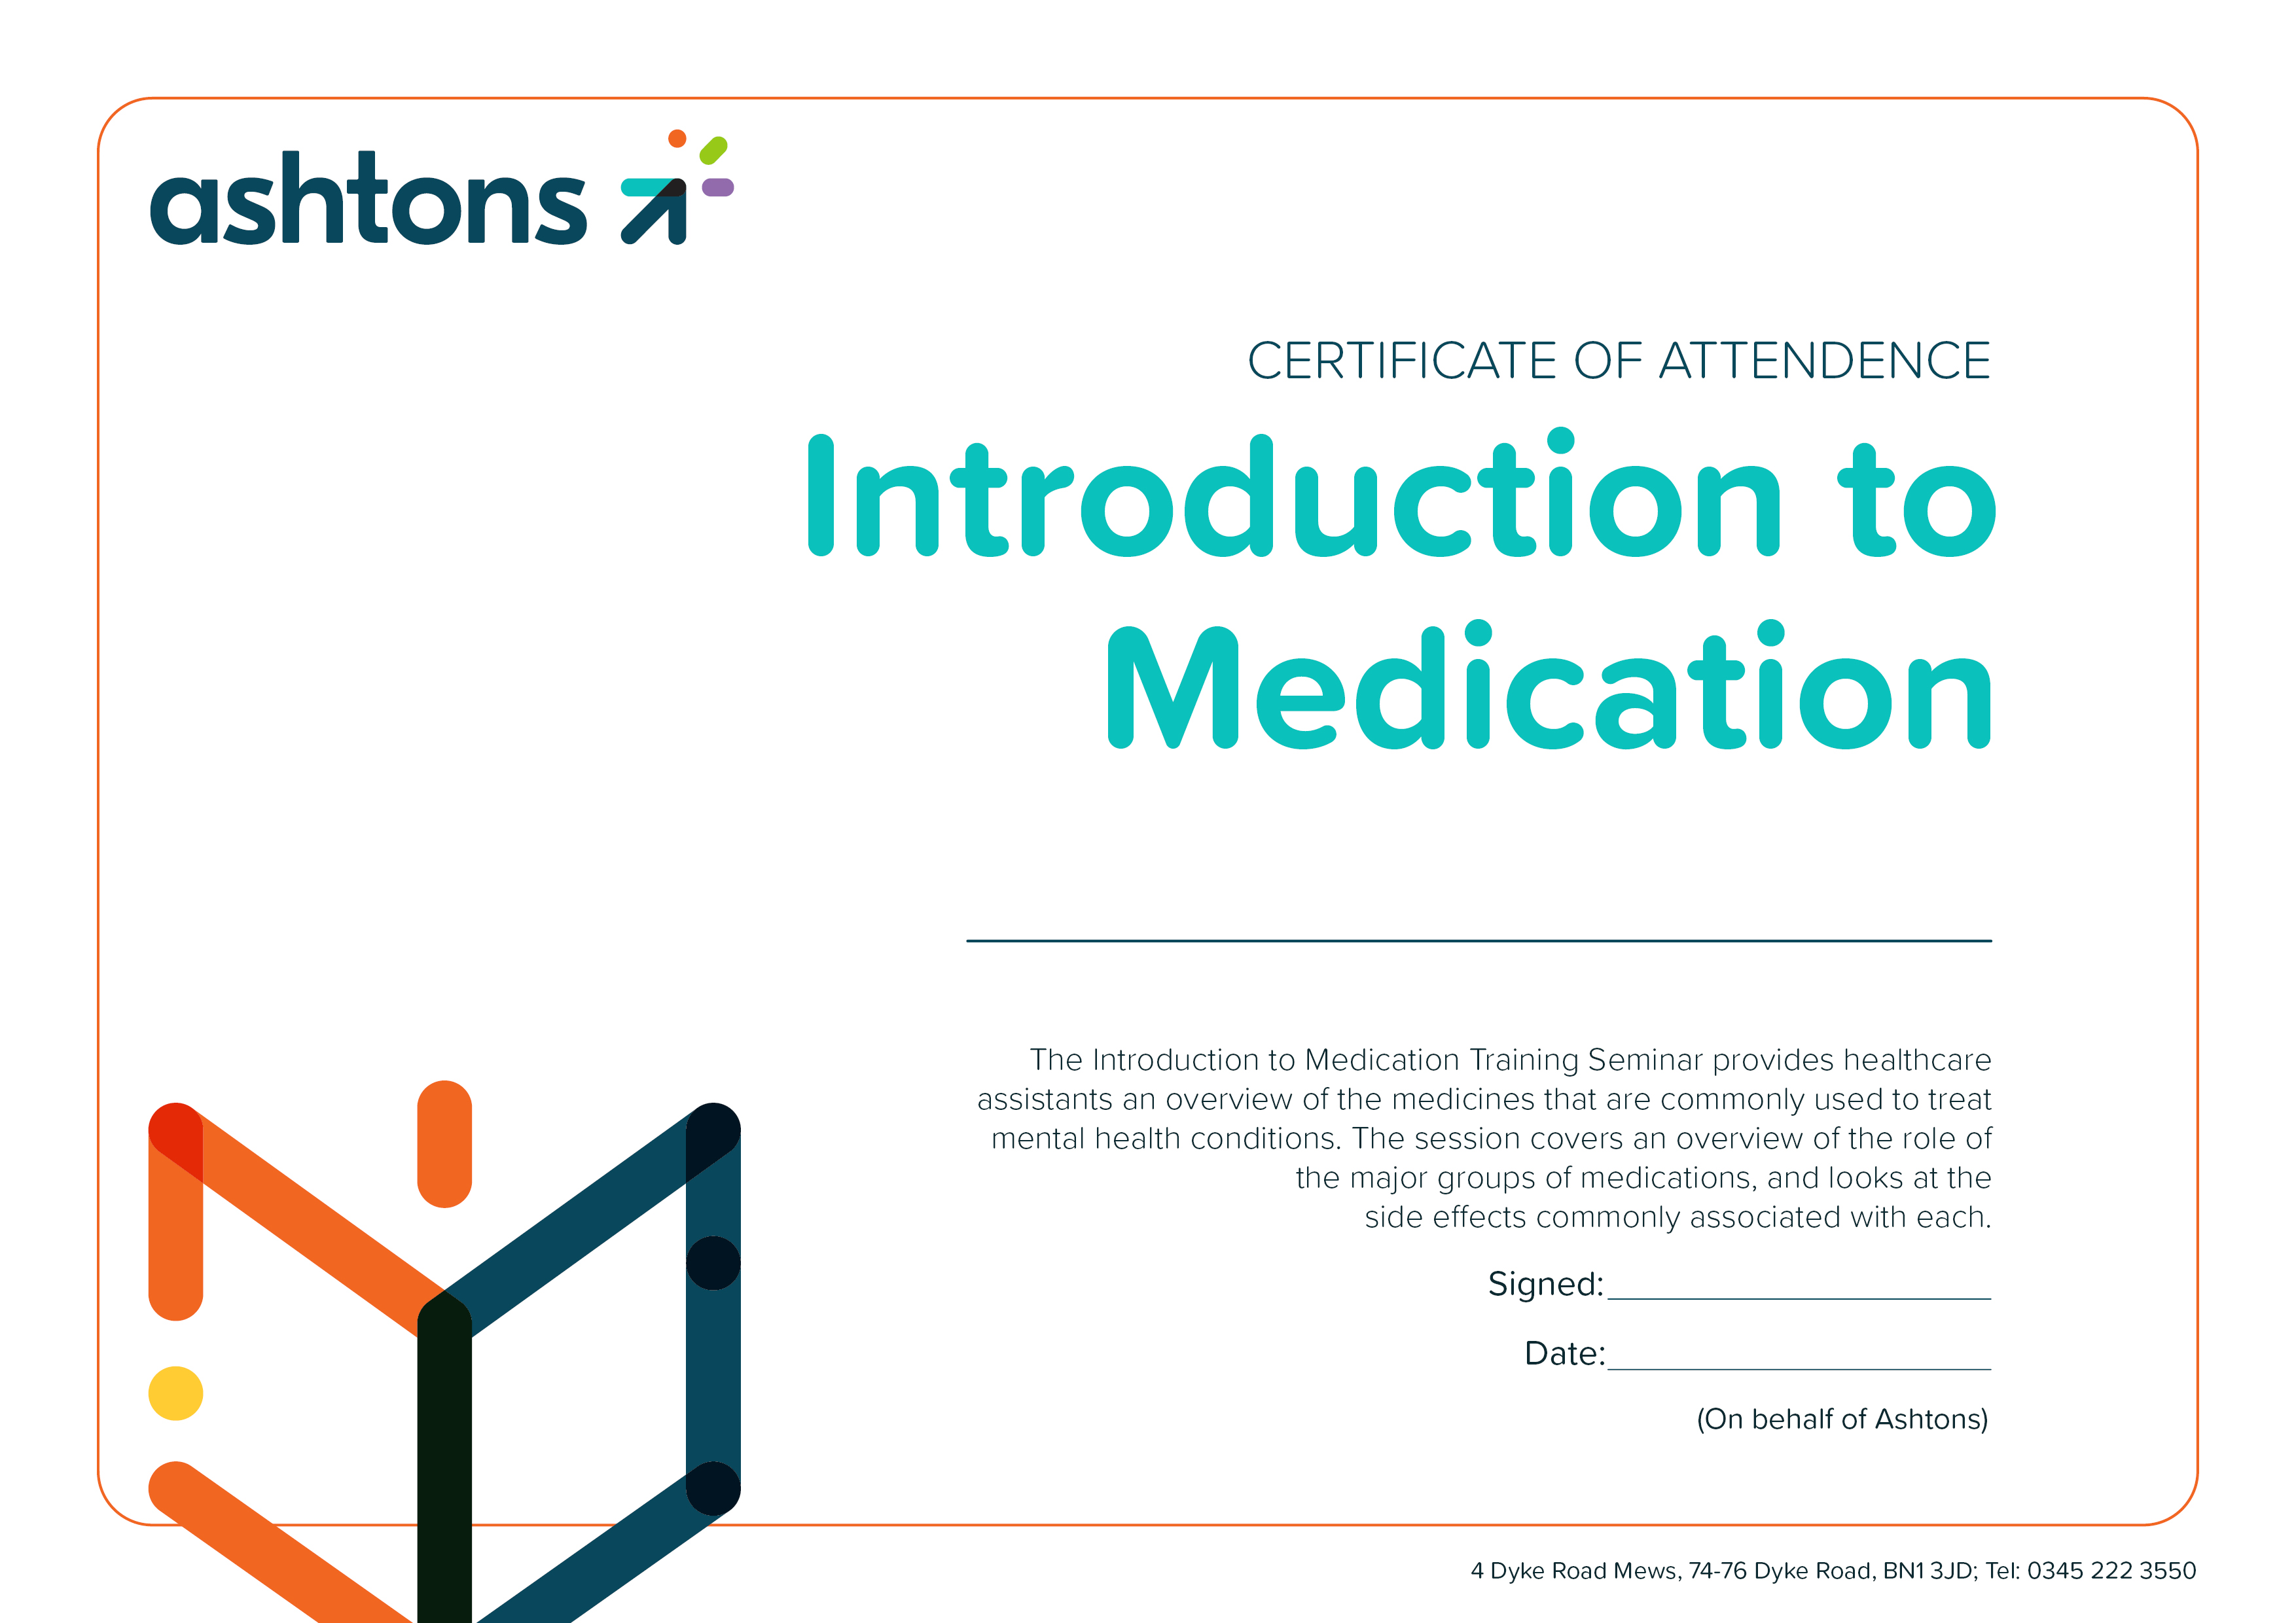 ashtons
CERTIFICATE OF ATTENDENCE
Introduction to
Medication
The Introduction to Medication Training Seminar provides healthcare
assistants an overview of the medicines that are commonly used to treat
mental health conditions. The session covers an overview of the role of
the major groups of medications, and looks at the
side effects commonly associated with each.
Signed:
Date:
(On behalf of Ashtons)
4 Dyke Road Mews, 74-76 Dyke Road, BN1 3JD; Tel: 0345 222 3550